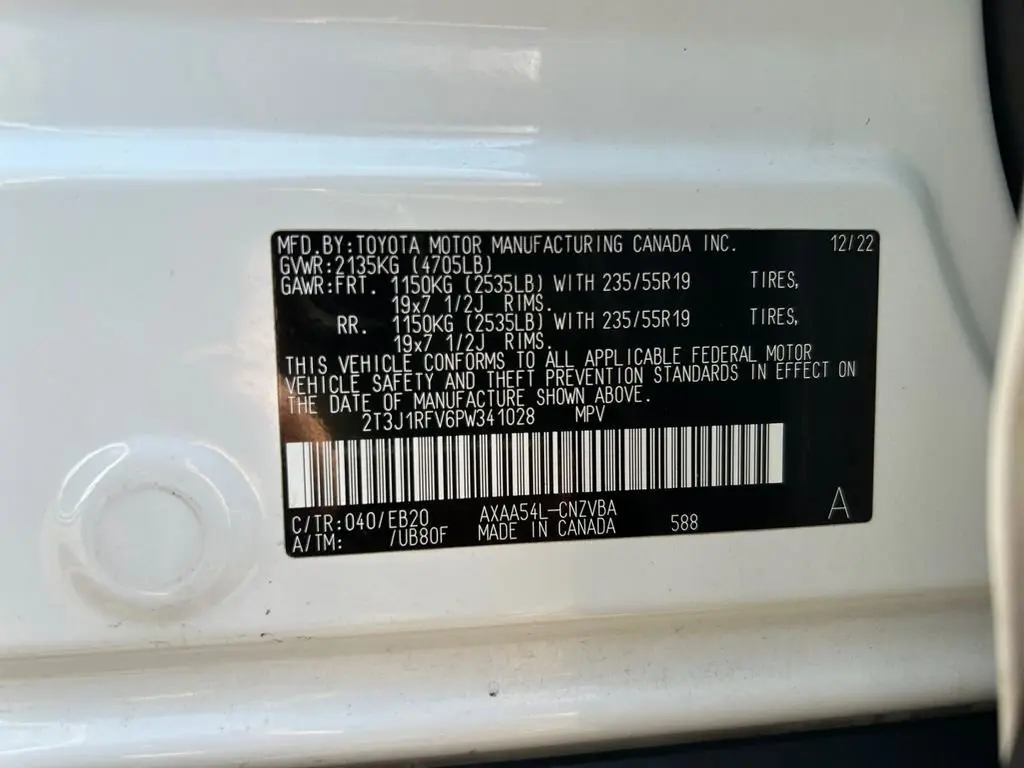 MFD.BY:TOYOTA MOTOR MANUFACTURING CANADA INC. 12/22
GVWR:2135KG (4705LB)
GAWR:FRT. 1150KG (2535LB) WITH 235/55R19 TIRES,
19x7 1/2J RIMS.
RR. 1150KG (2535LB) WITH 235/55R19 TIRES,
19x7 1/2J RIMS.
THIS VEHICLE CONFORMS TO ALL APPLICABLE FEDERAL MOTOR
VEHICLE SAFETY AND THEFT PREVENTION STANDARDS IN EFFECT ON
THE DATE OF MANUFACTURE SHOWN ABOVE.
2T3J1RFV6PW341028 MPV
C/TR:040/EB20 AXAA54L-CNZVBA
A/TM: /UB80F MADE IN CANADA 588 A